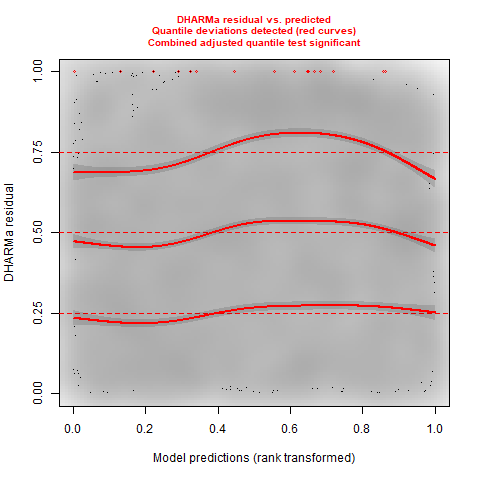 DHARMa residual vs. predicted
Quantile deviations detected (red curves)
Combined adjusted quantile test significant
1.00
0.75
0.50
0.25
0.00
DHARMa residual
0.0 0.2 0.4 0.6 0.8 1.0
Model predictions (rank transformed)